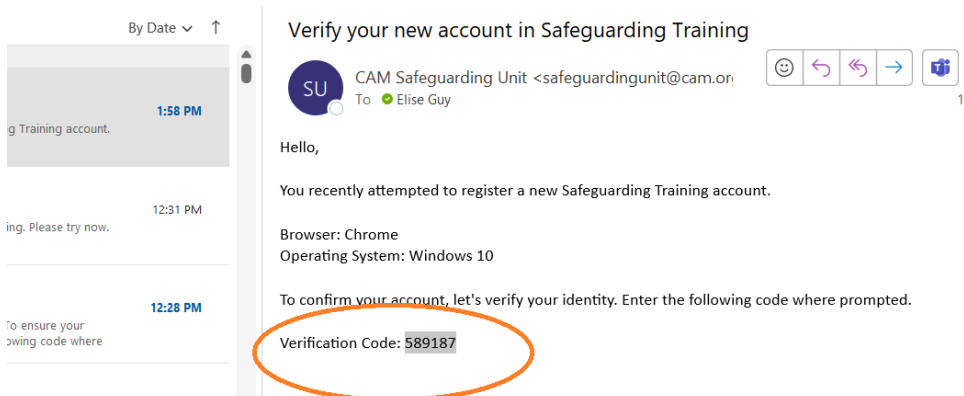 By Date
1:58 PM
g Training account.
12:31 PM
ing. Please try now.
12:28 PM
To ensure your
owing code where
Verify your new account in Safeguarding Training
SU
CAM Safeguarding Unit <safeguardingunit@cam.or
To Elise Guy
1
Hello,
You recently attempted to register a new Safeguarding Training account.
Browser: Chrome
Operating System: Windows 10
To confirm your account, let's verify your identity. Enter the following code where prompted.
Verification Code: 589187